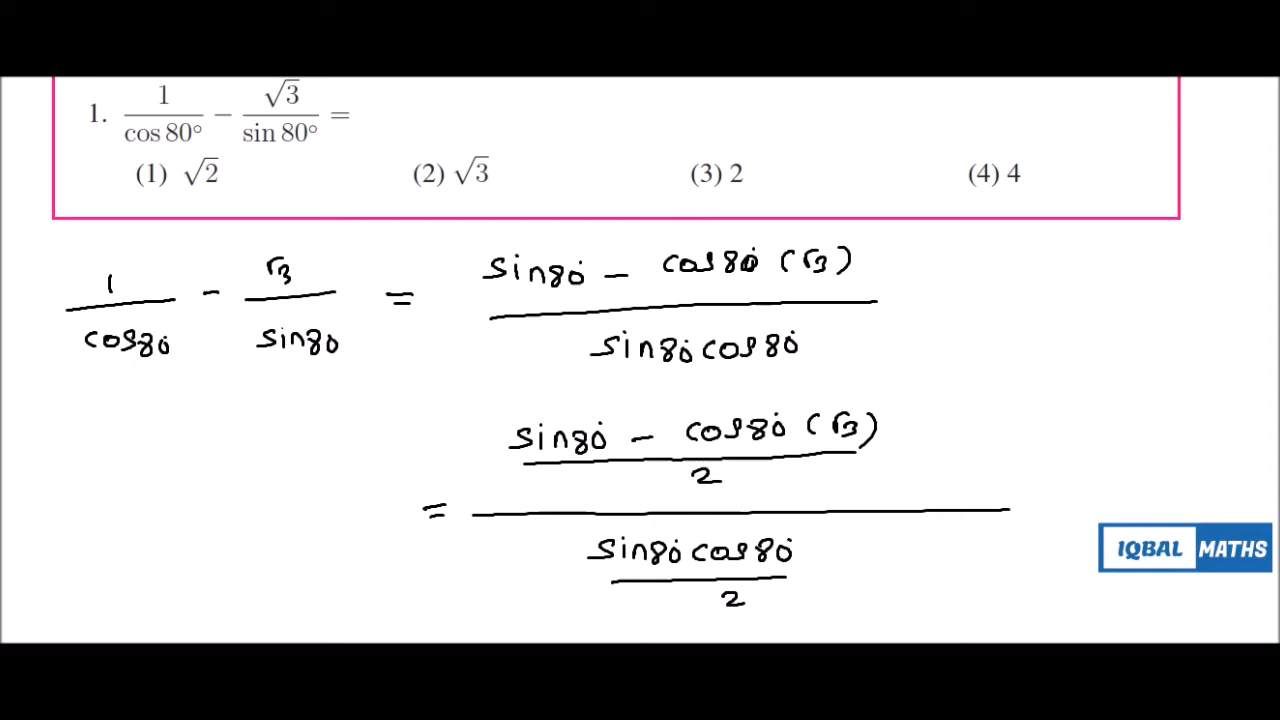 1. 1/cos 80° − √3/sin 80° =
(1) √2 (2) √3 (3) 2 (4) 4
1/cos80° − √3/sin80° = (sin80° − cos80° (√3))/(sin80° cos80°)
= ((sin80° − cos80° (√3))/2)/((sin80° cos80°)/2)
IQBAL MATHS